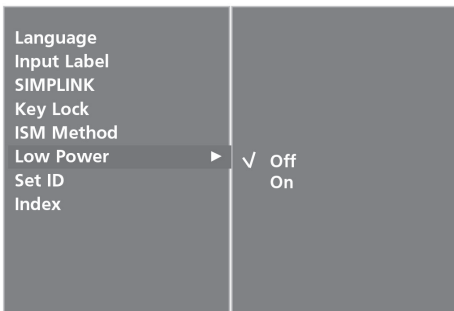 Language
Input Label
SIMPLINK
Key Lock
ISM Method
Low Power ► √ Off
Set ID On
Index